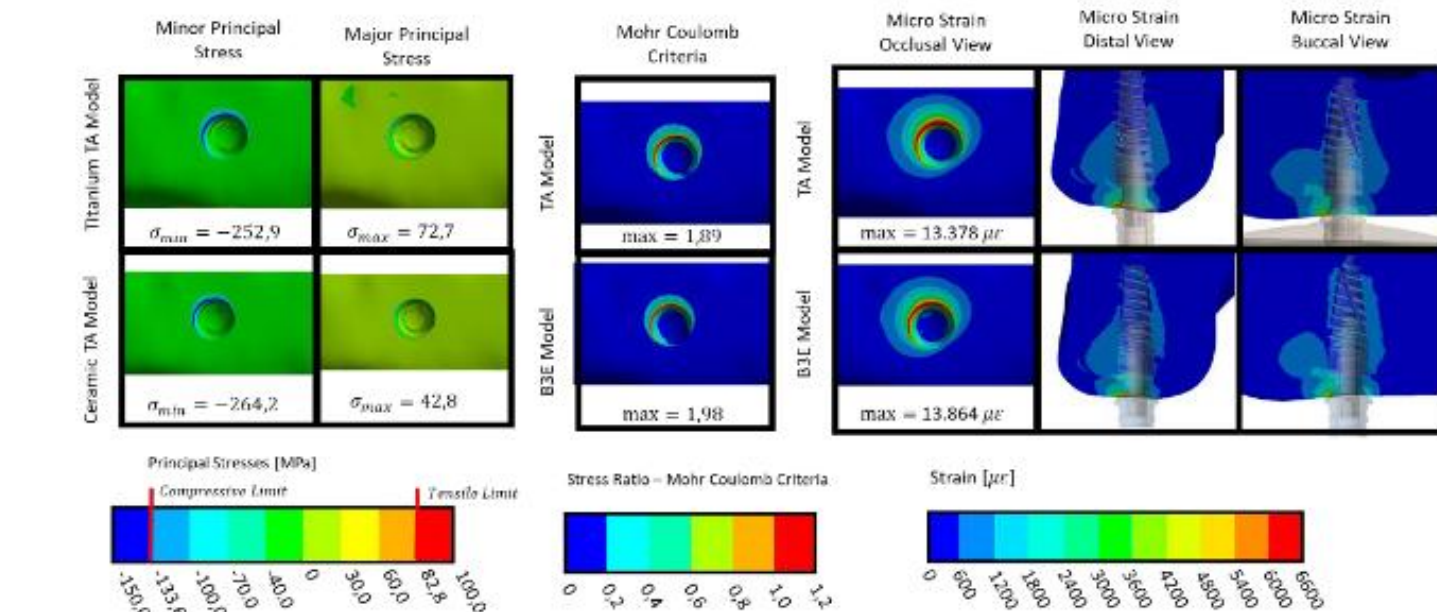 Minor Principal
Stress
Major Principal
Stress
Mohr Coulomb
Criteria
Micro Strain
Occlusal View
Micro Strain
Distal View
Micro Strain
Buccal View
Titanium TA Model
σmin = −252,9
σmax = 72,7
TA Model
max = 1,89
TA Model
max = 13.378 με
Ceramic TA Model
σmin = −264,2
σmax = 42,8
B3E Model
max = 1,98
B3E Model
max = 13.864 με
Principal Stresses [MPa]
Compressive Limit
Tensile Limit
-150,0 -133,9 -100,0 -70,0 -40,0 0 30,0 60,0 82,8 100,0
Stress Ratio – Mohr Coulomb Criteria
0 0,2 0,4 0,6 0,8 1,0 1,2
Strain [με]
0 600 1200 1800 2400 3000 3600 4200 4800 5400 6000 6600